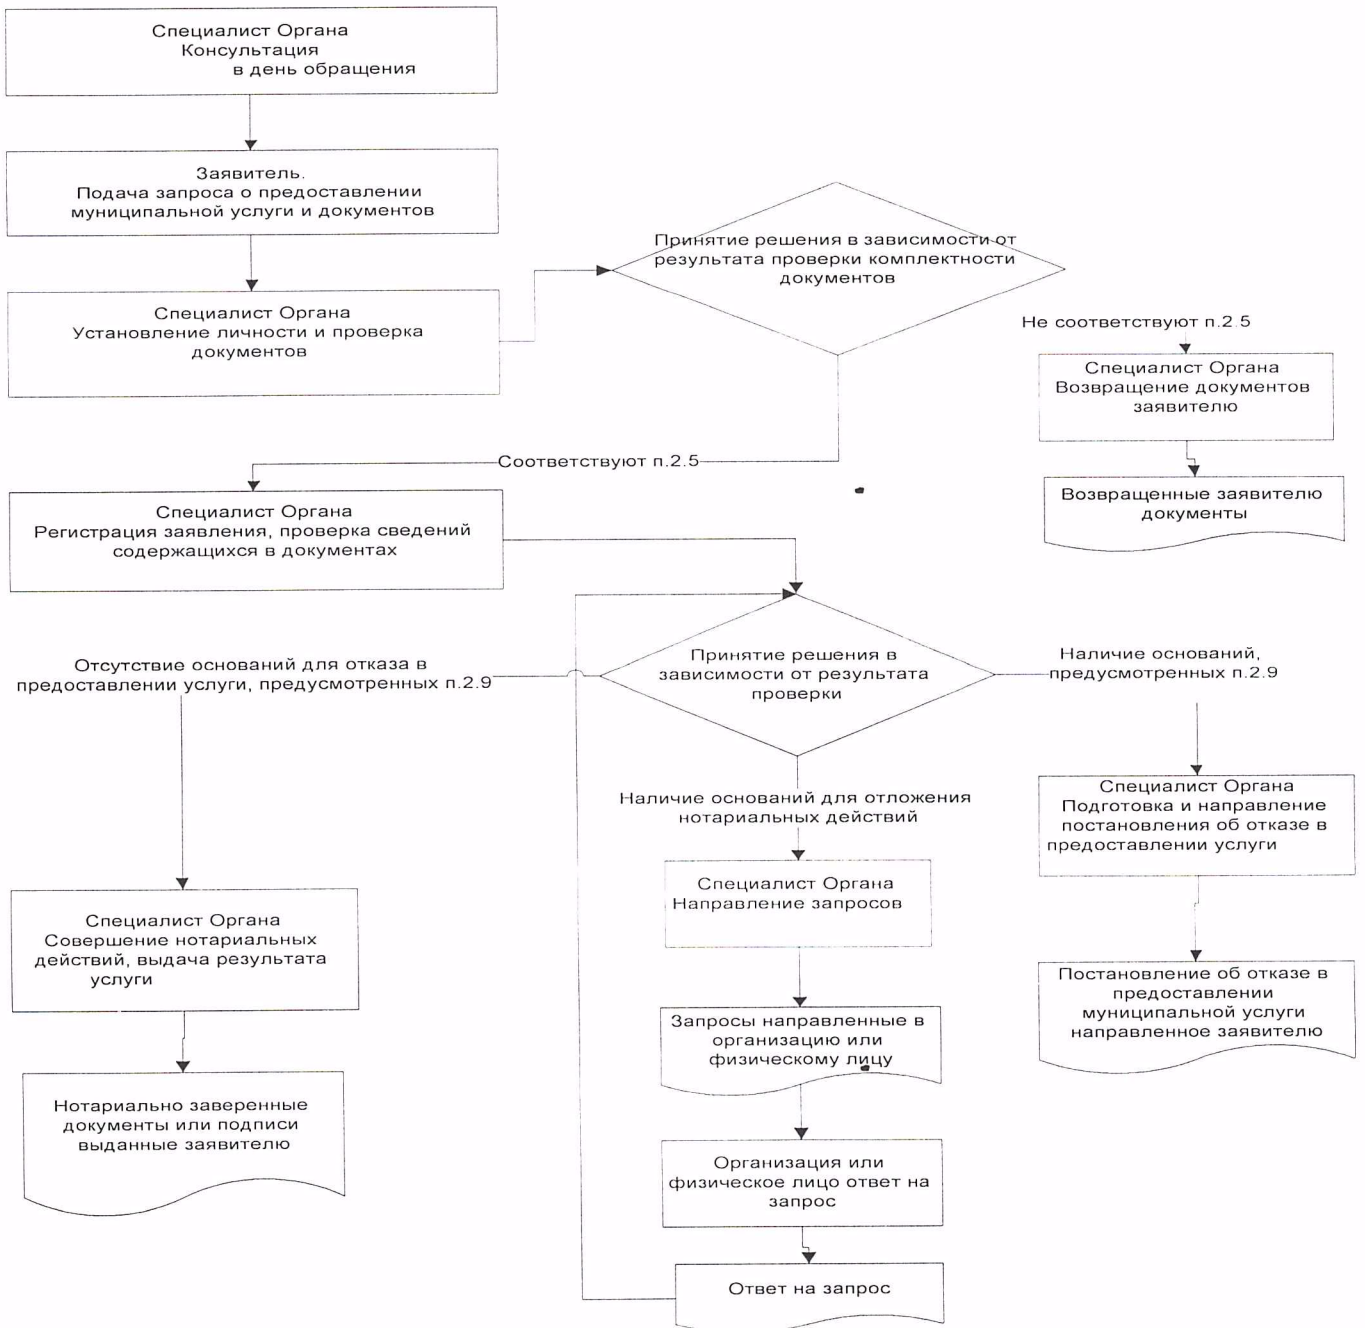 Специалист Органа
Консультация
в день обращения
Заявитель.
Подача запроса о предоставлении
муниципальной услуги и документов
Специалист Органа
Установление личности и проверка
документов
Принятие решения в зависимости от
результата проверки комплектности
документов
Не соответствуют п.2.5
Специалист Органа
Возвращение документов
заявителю
Возвращенные заявителю
документы
Соответствуют п.2.5
Специалист Органа
Регистрация заявления, проверка сведений
содержащихся в документах
Принятие решения в
зависимости от результата
проверки
Отсутствие оснований для отказа в
предоставлении услуги, предусмотренных п.2.9
Наличие оснований,
предусмотренных п.2.9
Наличие оснований для отложения
нотариальных действий
Специалист Органа
Подготовка и направление
постановления об отказе в
предоставлении услуги
Специалист Органа
Направление запросов
Специалист Органа
Совершение нотариальных
действий, выдача результата
услуги
Постановление об отказе в
предоставлении
муниципальной услуги
направленное заявителю
Запросы направленные в
организацию или
физическому лицу
Нотариально заверенные
документы или подписи
выданные заявителю
Организация или
физическое лицо ответ на
запрос
Ответ на запрос